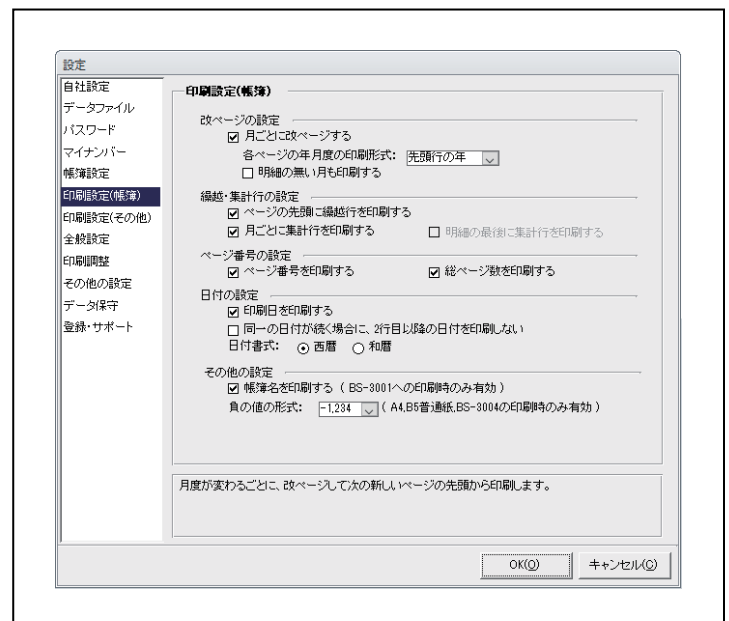 設定
自社設定
データファイル
パスワード
マイナンバー
帳簿設定
印刷設定(帳簿)
印刷設定(その他)
全般設定
印刷調整
その他の設定
データ保守
登録・サポート
印刷設定(帳簿)
改ページの設定
月ごとに改ページする
各ページの年月度の印刷形式: 先頭行の年
明細の無い月も印刷する
繰越・集計行の設定
ページの先頭に繰越行を印刷する
月ごとに集計行を印刷する 明細の最後に集計行を印刷する
ページ番号の設定
ページ番号を印刷する 総ページ数を印刷する
日付の設定
印刷日を印刷する
同一の日付が続く場合に、2行目以降の日付を印刷しない
日付書式: 西暦 和暦
その他の設定
帳簿名を印刷する ( BS-3001への印刷時のみ有効 )
負の値の形式: -1,234 ( A4,B5普通紙,BS-3004の印刷時のみ有効 )
月度が変わるごとに、改ページして次の新しいページの先頭から印刷します。
OK(O) キャンセル(C)